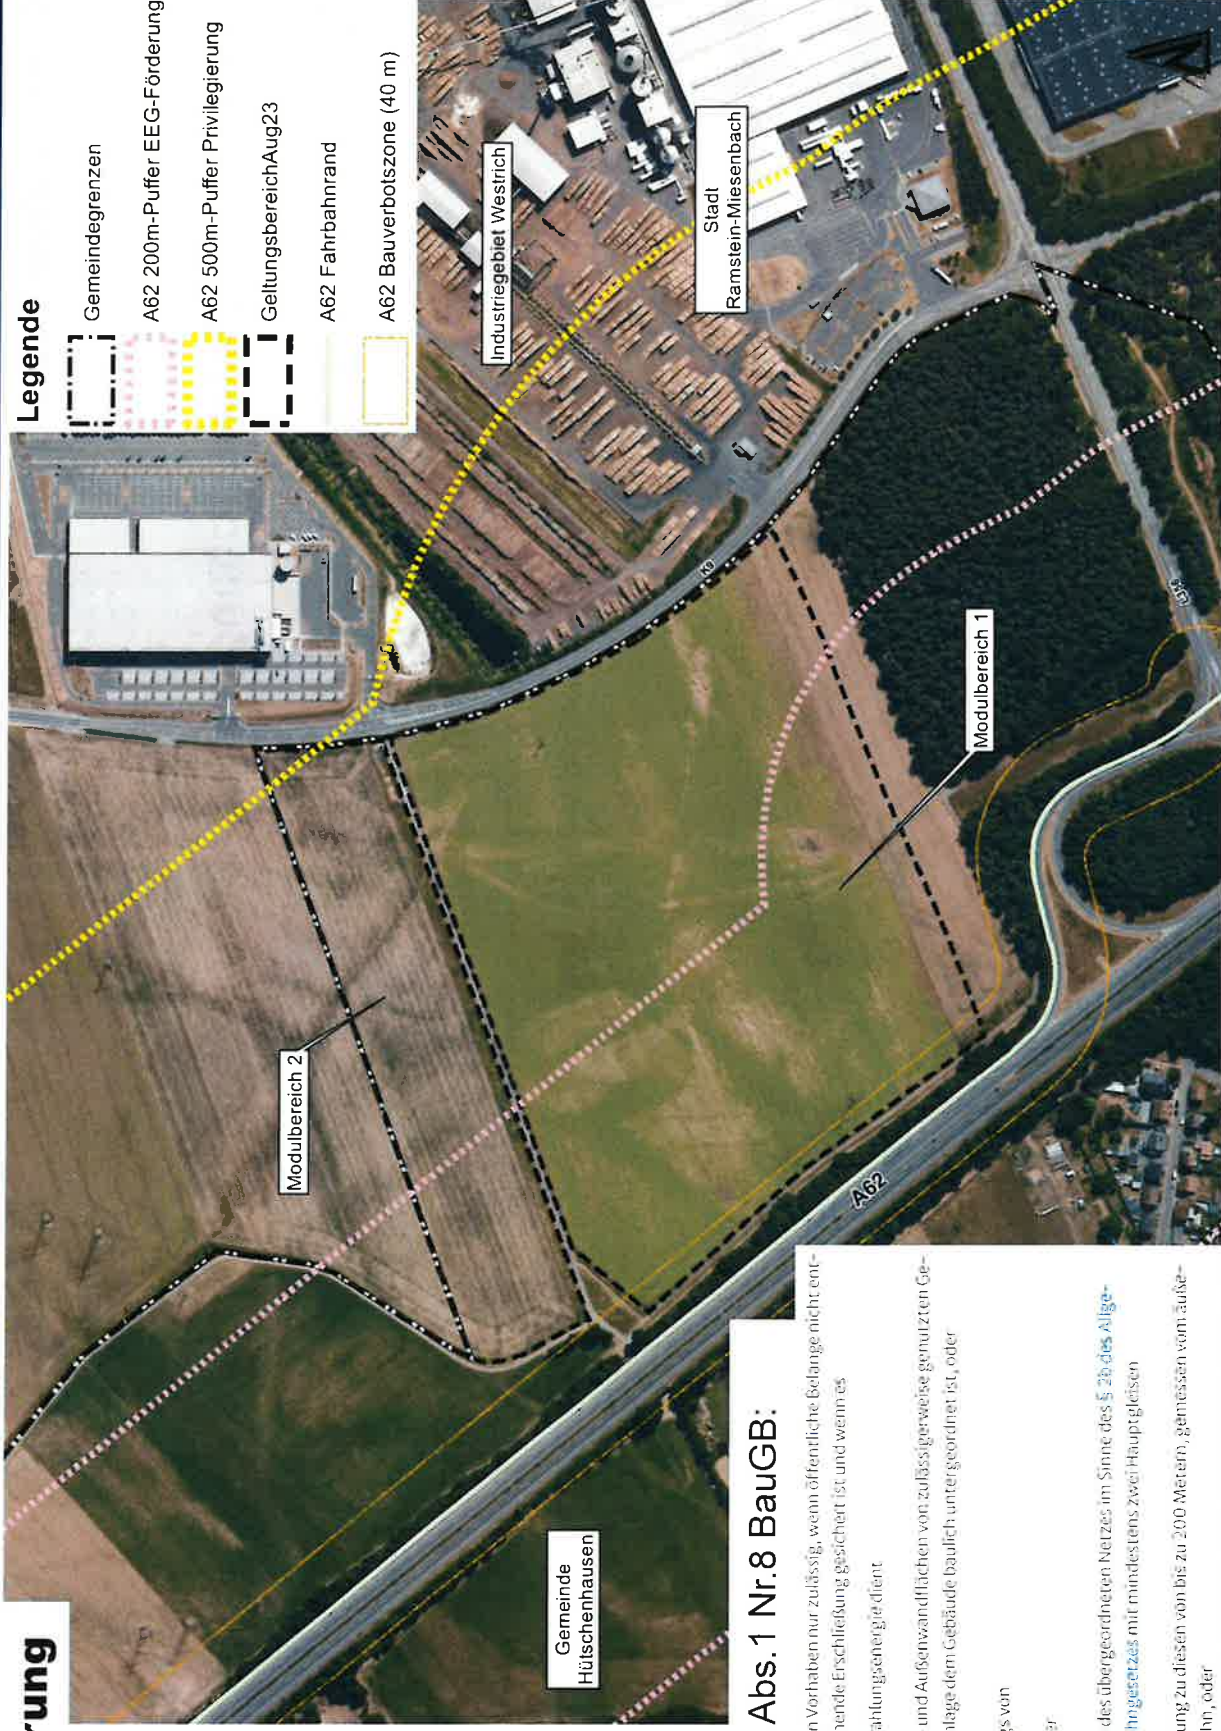 rung
Legende
Gemeindegrenzen
A62 200m-Puffer EEG-Förderung
A62 500m-Puffer Privilegierung
GeltungsbereichAug23
A62 Fahrbahnrand
A62 Bauverbotszone (40 m)
Industriegebiet Westrich
Stadt
Ramstein-Miesenbach
Modulbereich 2
Modulbereich 1
K9
A62
Gemeinde
Hütschenhausen
Abs. 1 Nr.8 BauGB:
n Vorhaben nur zulässig, wenn öffentliche Belange nicht ent-
hende Erschließung gesichert ist und wenn es
ahlungsenergie dient
und Außenwandflächen von zulässigerweise genutzten Ge-
nlage dem Gebäude baulich untergeordnet ist, oder
gs von
er
des übergeordneten Netzes im Sinne des § 2b des Allge-
hngesetzes mit mindestens zwei Hauptgleisen
ung zu diesen von bis zu 200 Metern, gemessen vom äuße-
hn, oder